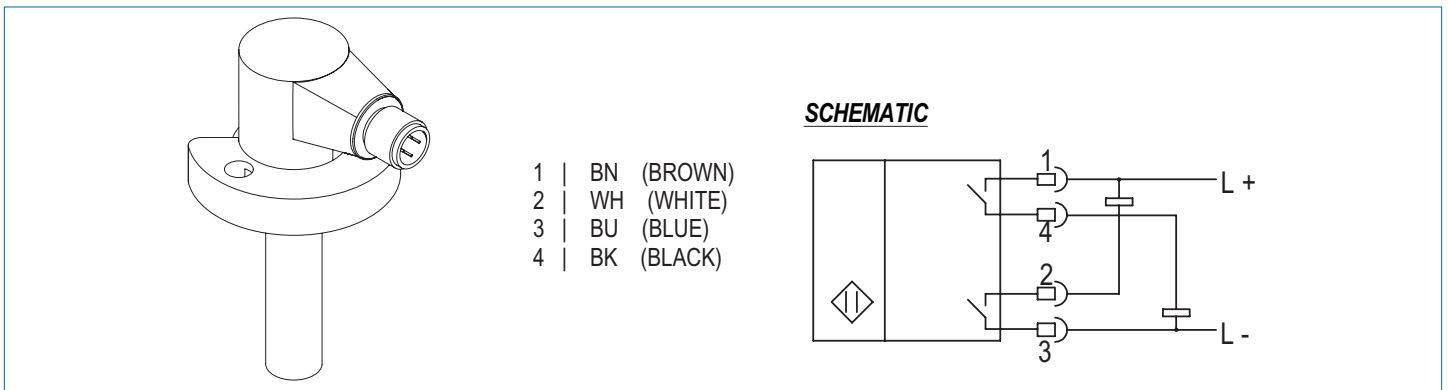 1 | BN (BROWN)
2 | WH (WHITE)
3 | BU (BLUE)
4 | BK (BLACK)
SCHEMATIC
1
L +
4
2
3
L -